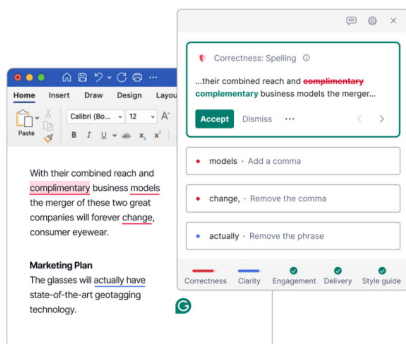 Correctness: Spelling
...their combined reach and complimentary
complementary business models the merger...
Accept Dismiss
models · Add a comma
change, · Remove the comma
actually · Remove the phrase
Correctness Clarity Engagement Delivery Style guide
Home Insert Draw Design Layou
Paste
Calibri (Bo... 12 A
B I U ab x₂ x²
With their combined reach and
complimentary business models
the merger of these two great
companies will forever change,
consumer eyewear.
Marketing Plan
The glasses will actually have
state-of-the-art geotagging
technology.